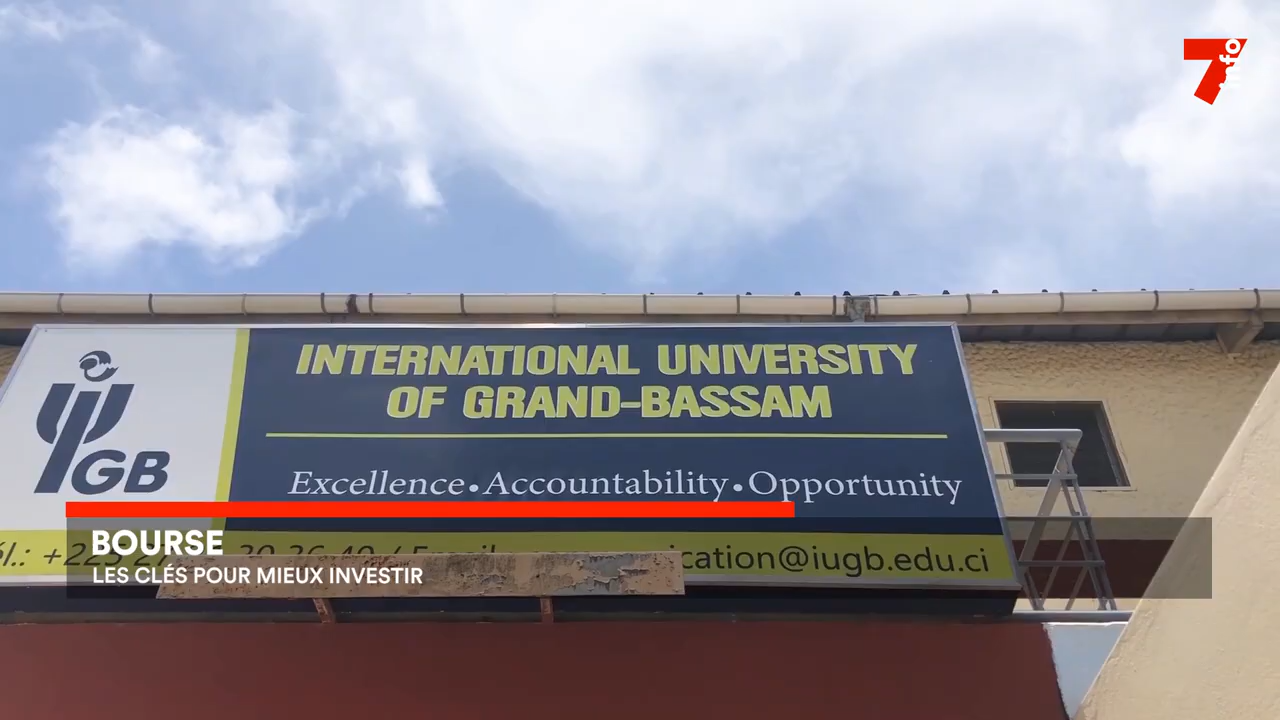 7info
INTERNATIONAL UNIVERSITY
OF GRAND-BASSAM
IUGB
Excellence•Accountability•Opportunity
BOURSE
LES CLÉS POUR MIEUX INVESTIR
@iugb.edu.ci